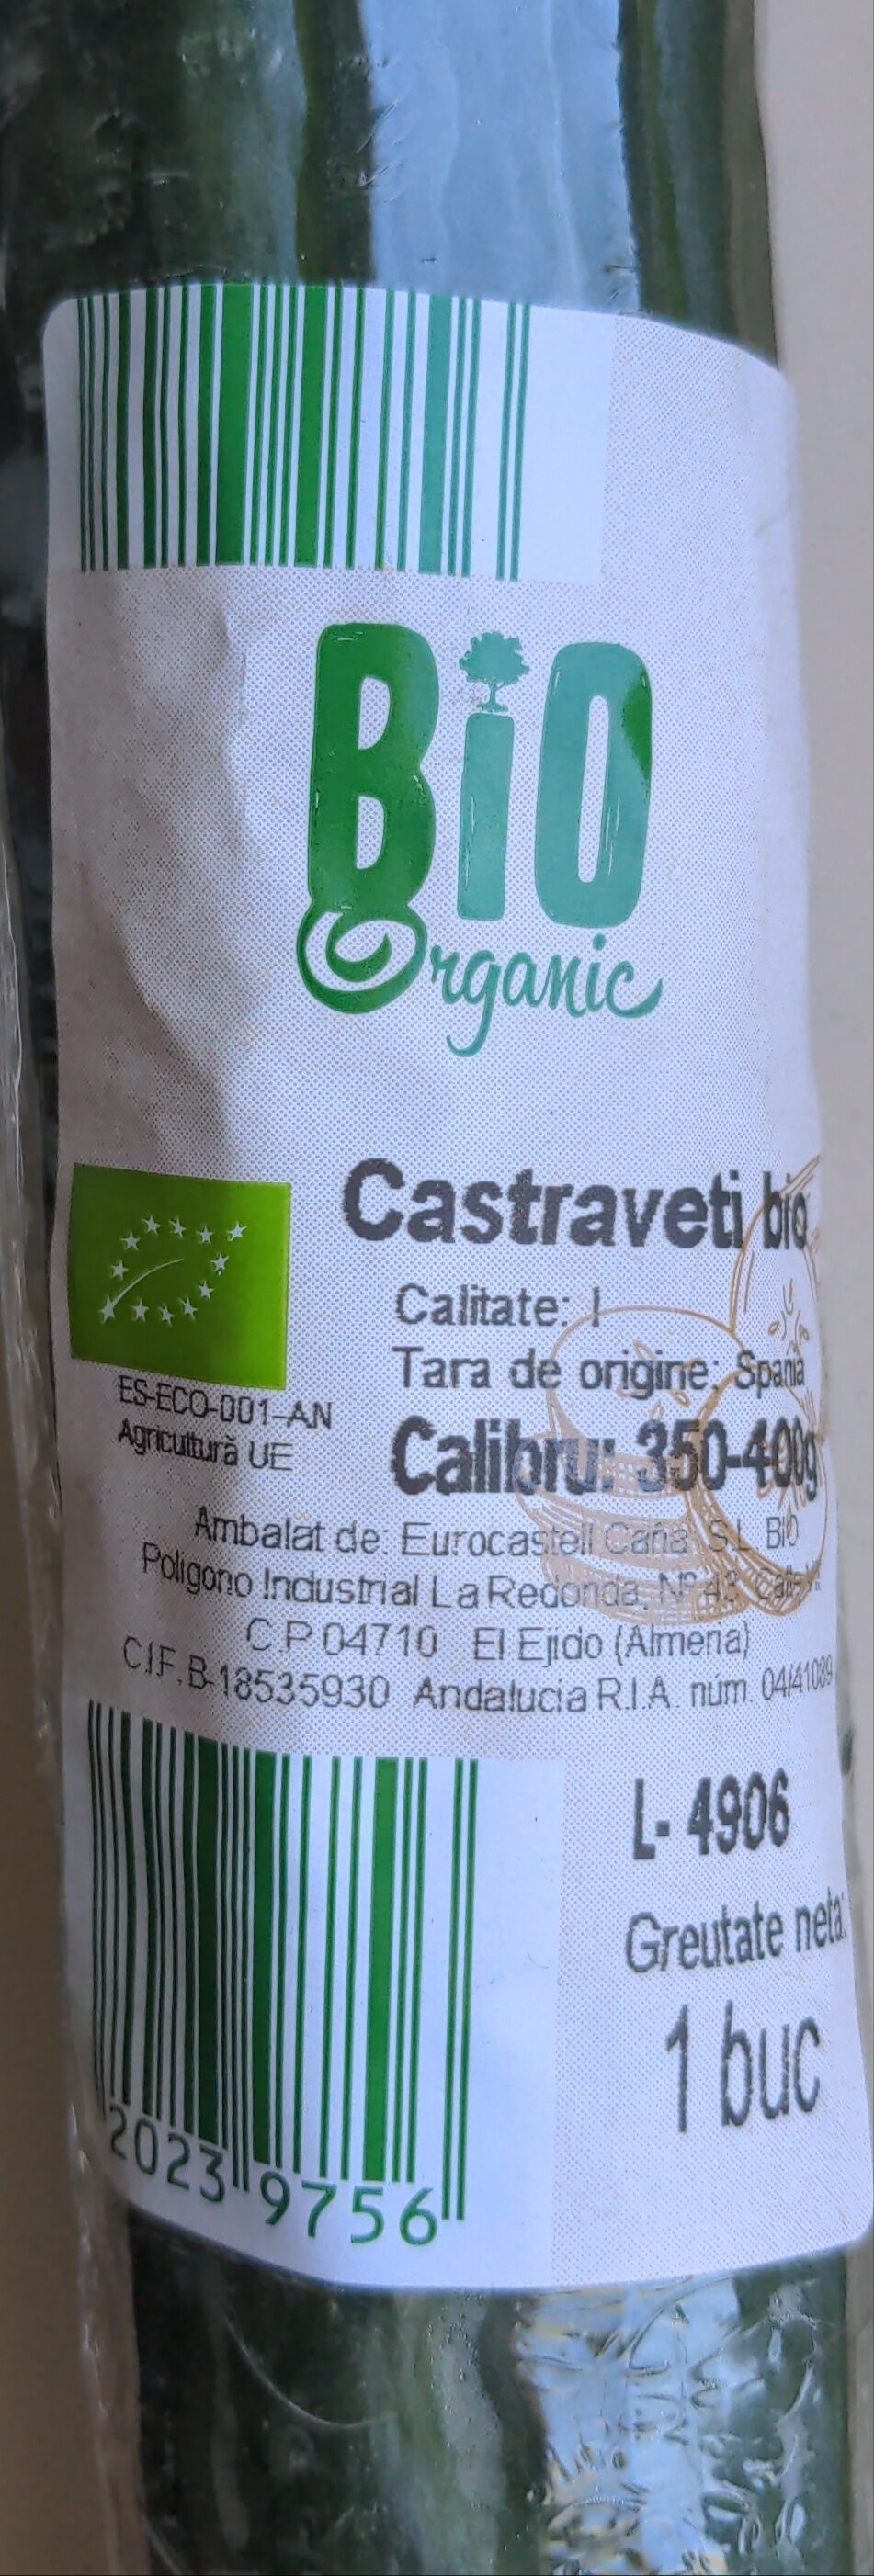 BiO
Organic
Castraveti bio
Calitate: I
Tara de origine: Spania
Calibru: 350-400g
ES-ECO-001-AN
Agricultură UE
Ambalat de: Eurocastell Caña S.L. BIO
Poligono Industrial La Redonda, Nº 43 Calle
C.P 04710 El Ejido (Almeria)
C.I.F.B-18535930 Andalucia R.I.A. núm. 04/41089
L- 4906
Greutate neta:
1 buc
2023 9756